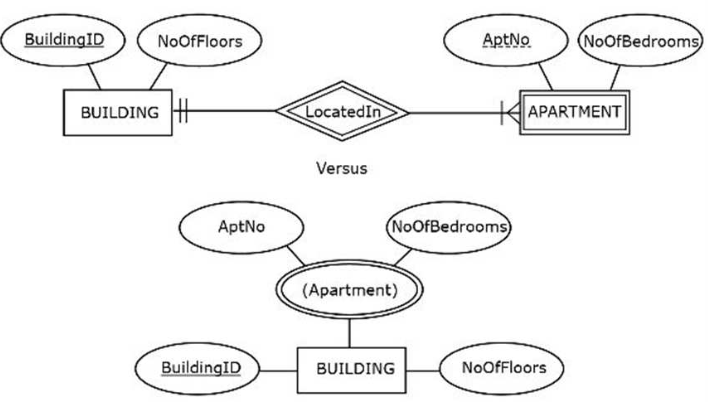 BuildingID
NoOfFloors
AptNo
NoOfBedrooms
BUILDING
LocatedIn
APARTMENT
Versus
AptNo
NoOfBedrooms
(Apartment)
BuildingID
BUILDING
NoOfFloors